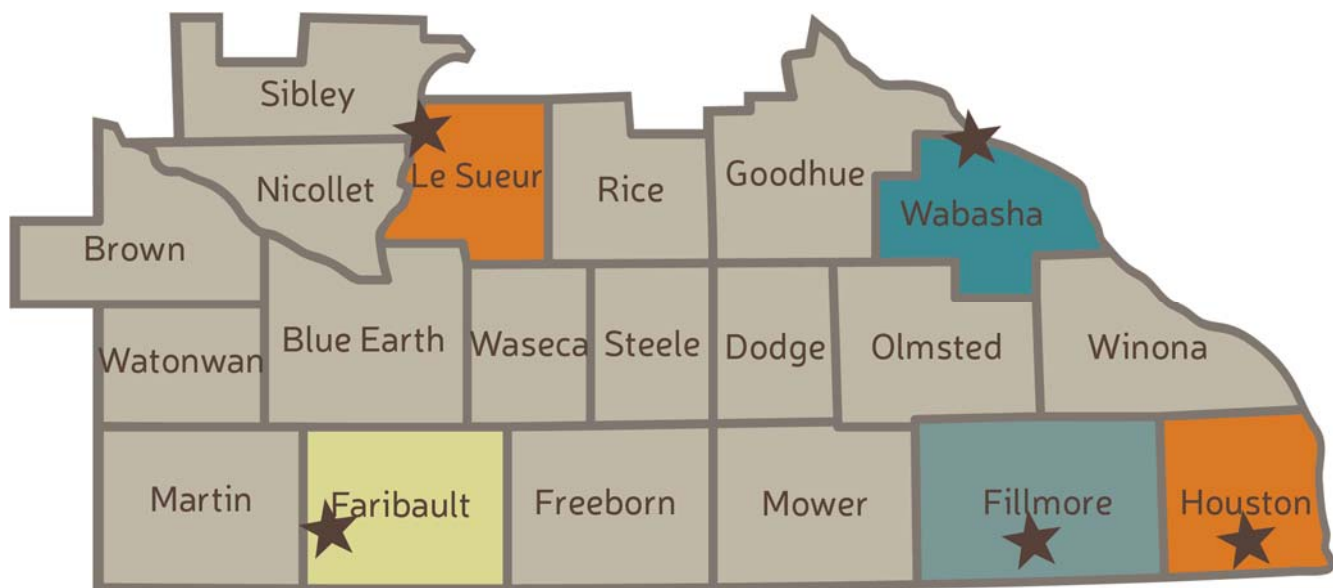 Sibley
Le Sueur
Nicollet
Rice
Goodhue
Wabasha
Brown
Watonwan
Blue Earth
Waseca
Steele
Dodge
Olmsted
Winona
Martin
Faribault
Freeborn
Mower
Fillmore
Houston